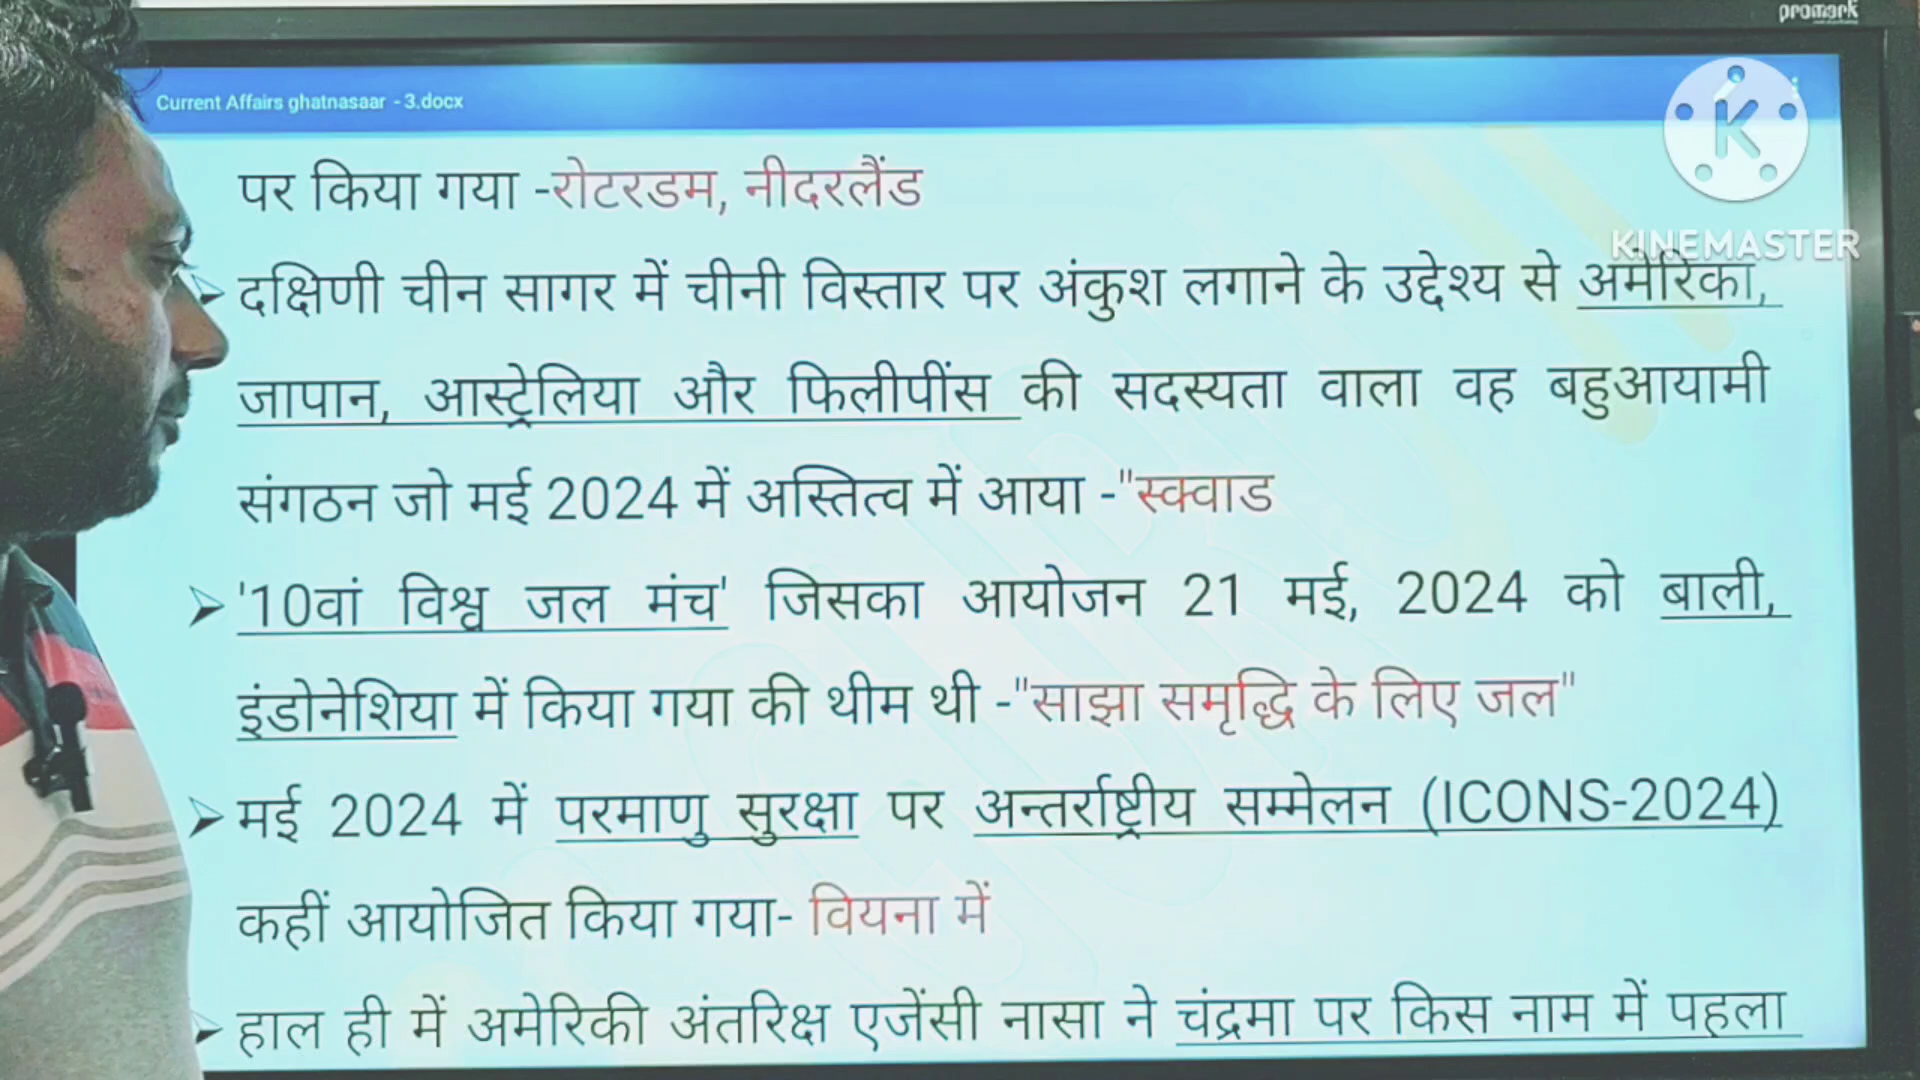 promark
Current Affairs ghatnasaar - 3.docx
KINEMASTER
पर किया गया -रोटरडम, नीदरलैंड
➢ दक्षिणी चीन सागर में चीनी विस्तार पर अंकुश लगाने के उद्देश्य से अमेरिका,
जापान, आस्ट्रेलिया और फिलीपींस की सदस्यता वाला वह बहुआयामी
संगठन जो मई 2024 में अस्तित्व में आया -"स्क्वाड
➢ '10वां विश्व जल मंच' जिसका आयोजन 21 मई, 2024 को बाली,
इंडोनेशिया में किया गया की थीम थी -"साझा समृद्धि के लिए जल"
➢ मई 2024 में परमाणु सुरक्षा पर अन्तर्राष्ट्रीय सम्मेलन (ICONS-2024)
कहीं आयोजित किया गया- वियना में
➢ हाल ही में अमेरिकी अंतरिक्ष एजेंसी नासा ने चंद्रमा पर किस नाम में पहला